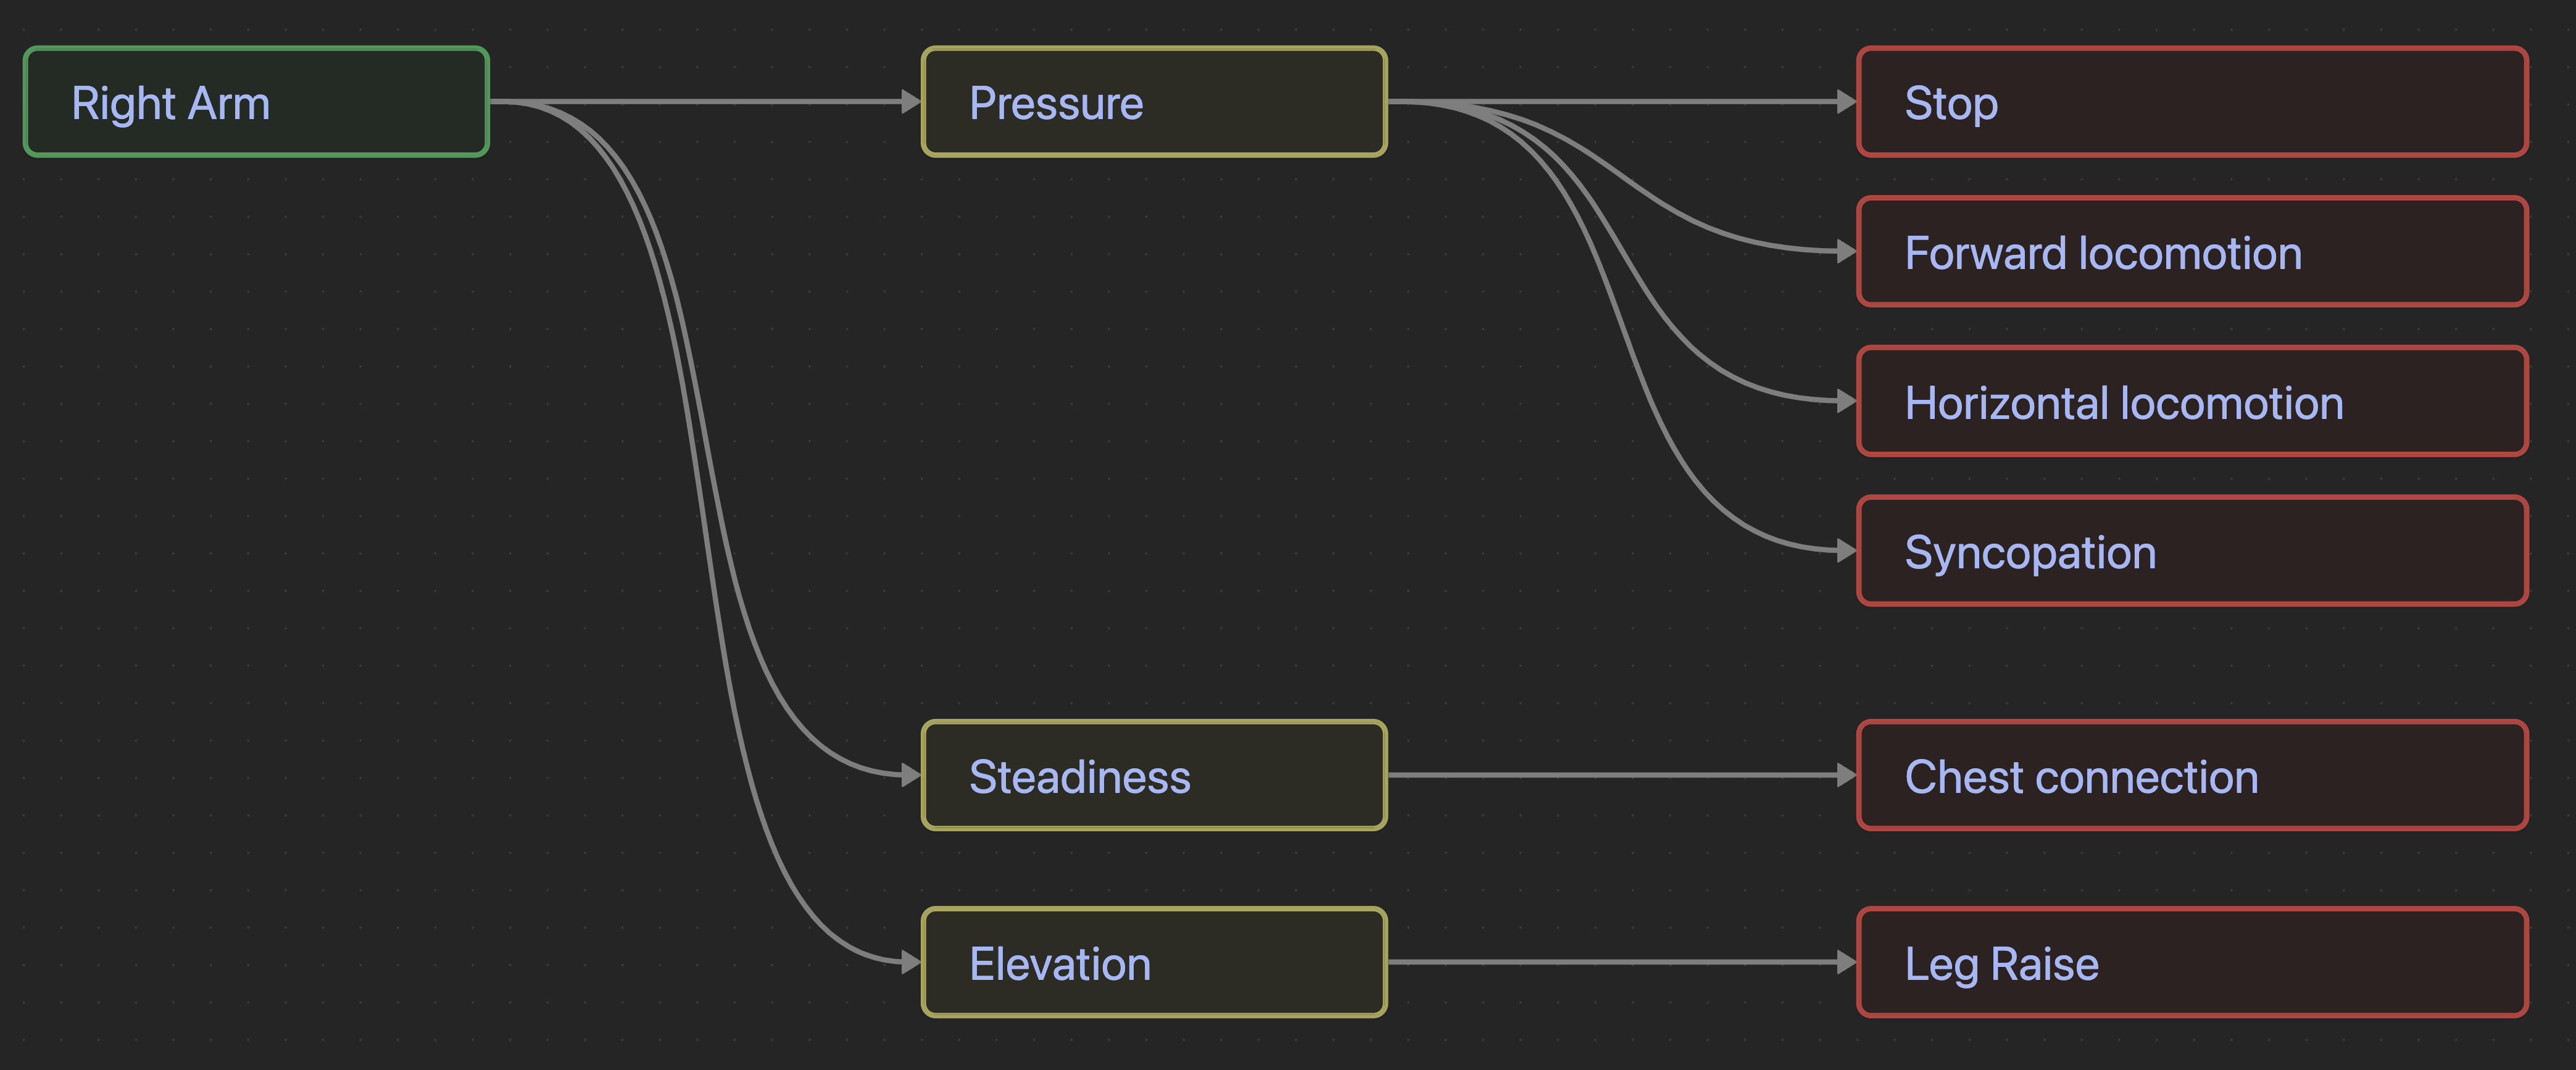 Right Arm
Pressure
Stop
Forward locomotion
Horizontal locomotion
Syncopation
Steadiness
Chest connection
Elevation
Leg Raise